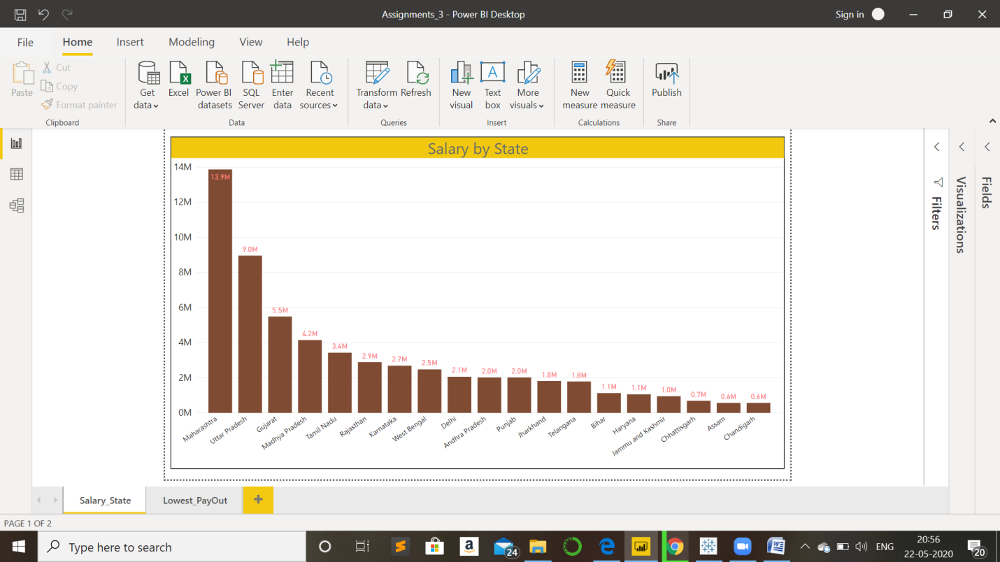 Assignments_3 - Power BI Desktop
Sign in
File Home Insert Modeling View Help
Paste
Cut
Copy
Format painter
Clipboard
Get data
Excel
Power BI datasets
SQL Server
Enter data
Recent sources
Data
Transform data
Refresh
Queries
New visual
Text box
More visuals
Insert
New measure
Quick measure
Calculations
Publish
Share
Salary by State
14M
12M
10M
8M
6M
4M
2M
0M
13.9M
9.0M
5.5M
4.2M
3.4M
2.9M
2.7M
2.5M
2.1M
2.0M
2.0M
1.8M
1.8M
1.1M
1.1M
1.0M
0.7M
0.6M
0.6M
Maharashtra
Uttar Pradesh
Gujarat
Madhya Pradesh
Tamil Nadu
Rajasthan
Karnataka
West Bengal
Delhi
Andhra Pradesh
Punjab
Jharkhand
Telangana
Bihar
Haryana
Jammu and Kashmir
Chhattisgarh
Assam
Chandigarh
Filters
Visualizations
Fields
Salary_State
Lowest_PayOut
+
PAGE 1 OF 2
Type here to search
24
ENG
20:56
22-05-2020
20